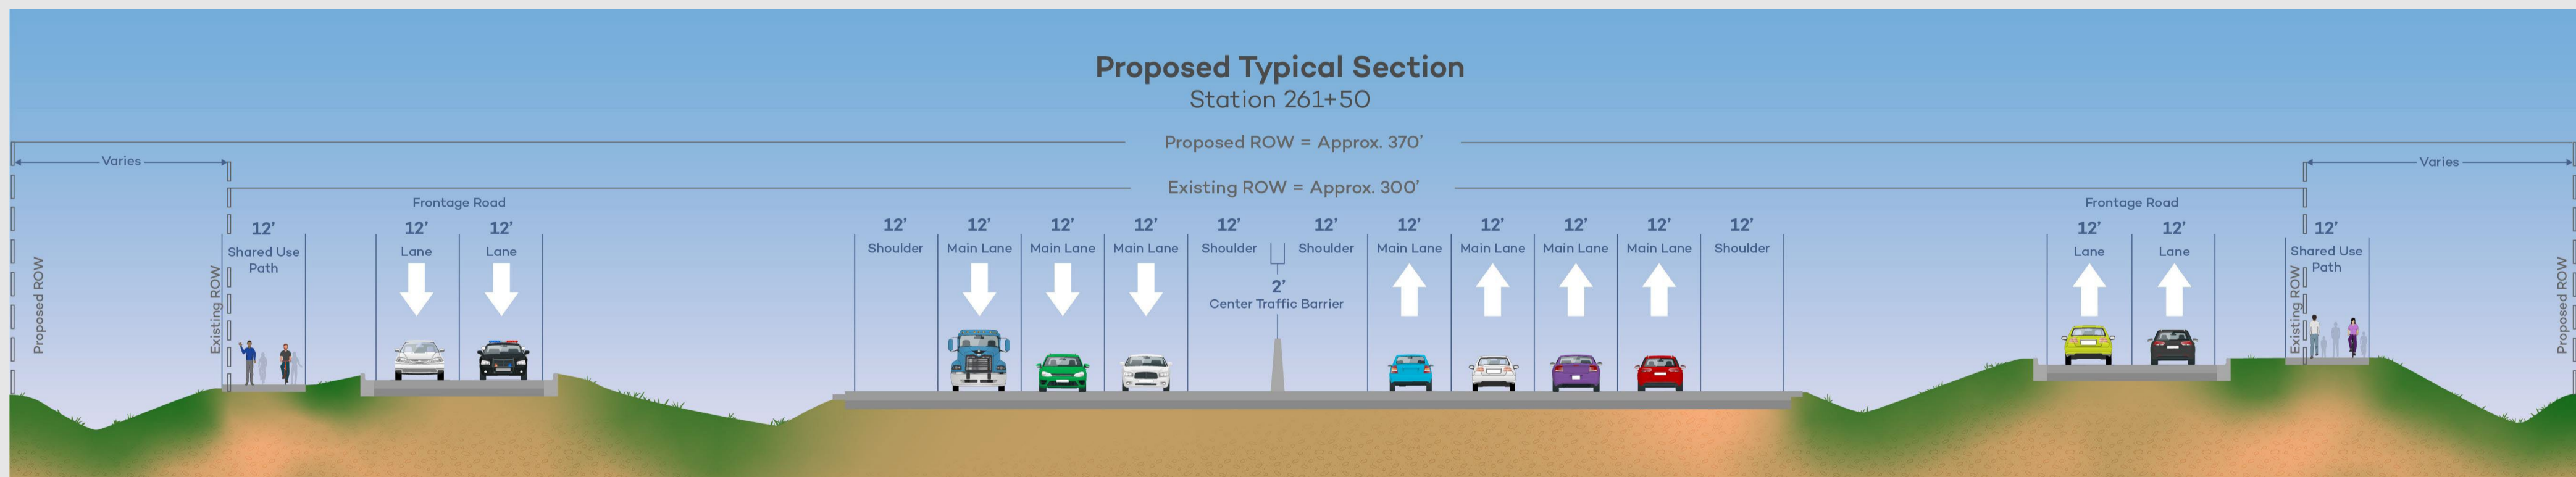 Proposed Typical Section
Station 261+50
Proposed ROW = Approx. 370’
Varies
Varies
Existing ROW = Approx. 300’
Frontage Road
Frontage Road
12’ 12’ 12’ 12’ 12’ 12’ 12’ 12’ 12’ 12’ 12’ 12’ 12’ 12’ 12’ 12’ 12’
Shared Use Lane Lane Shoulder Main Lane Main Lane Main Lane Shoulder Shoulder Main Lane Main Lane Main Lane Main Lane Shoulder Lane Lane Shared Use
Path
Path
2’
Center Traffic Barrier
Proposed ROW
Existing ROW
Existing ROW
Proposed ROW